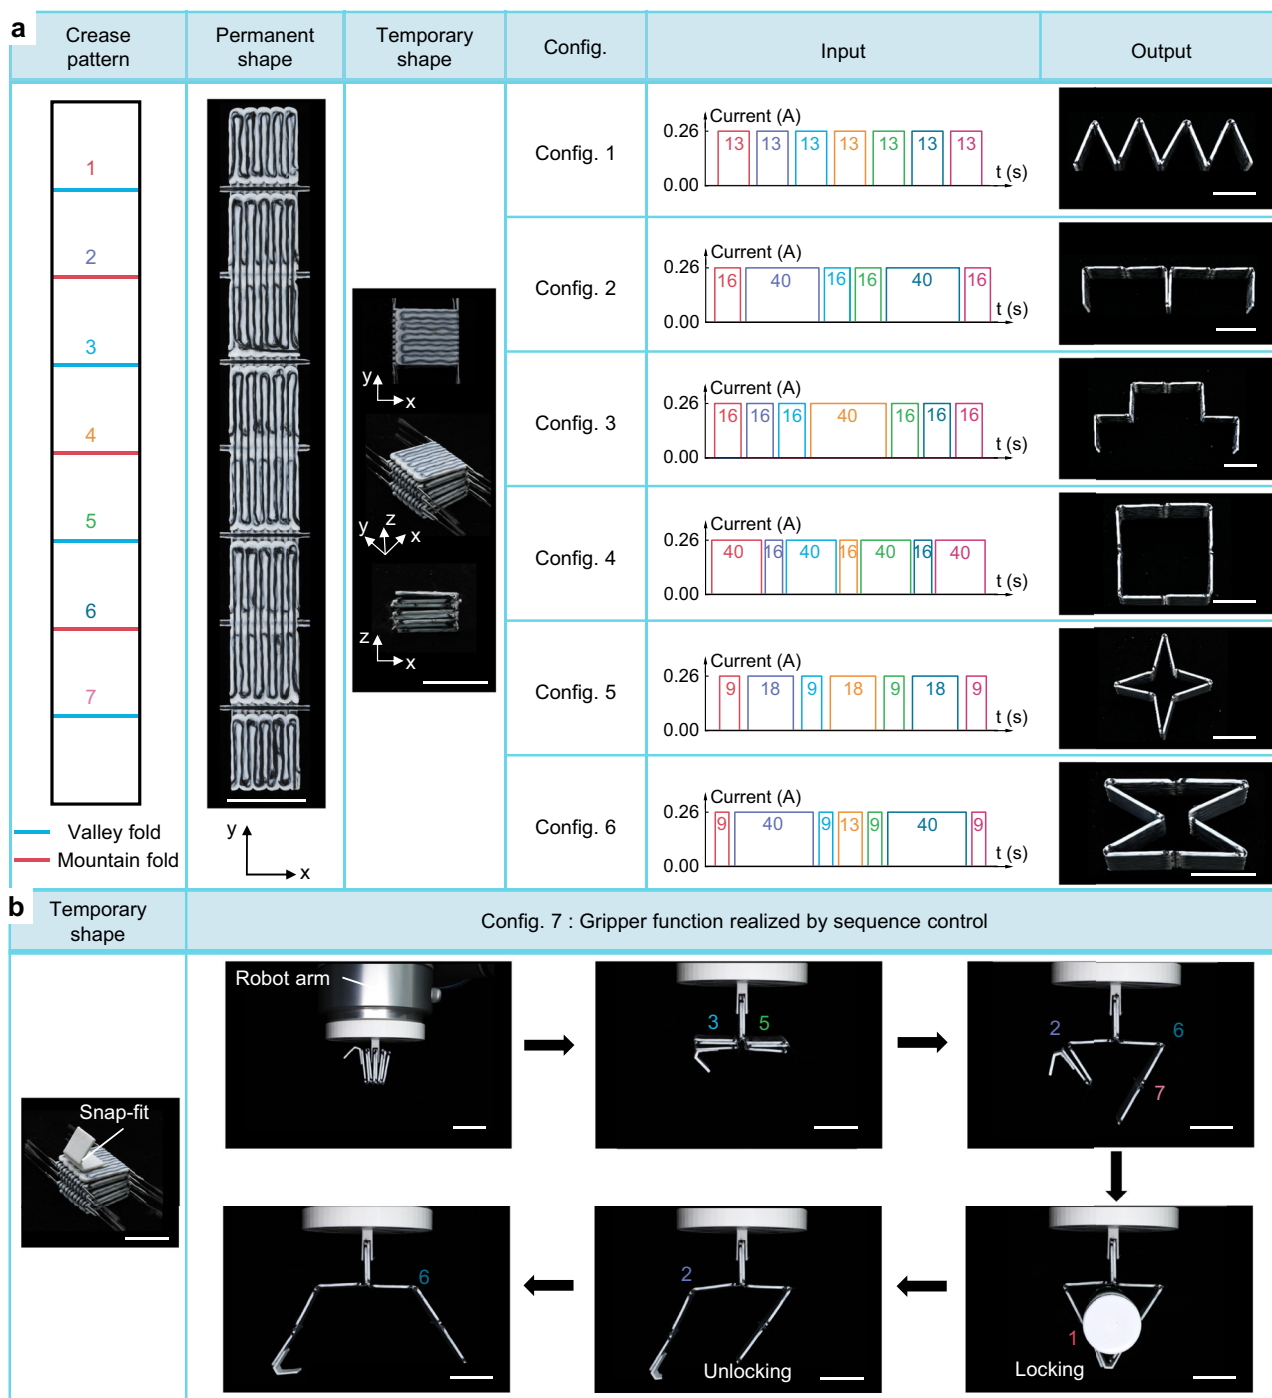 a
Crease
pattern
Permanent
shape
Temporary
shape
Config.
Input
Output
1
2
3
4
5
6
7
Valley fold
Mountain fold
y
x
y
x
y
z
x
z
x
Config. 1
Current (A)
0.26
13 13 13 13 13 13 13
0.00
t (s)
Config. 2
Current (A)
0.26
16 40 16 16 40 16
0.00
t (s)
Config. 3
Current (A)
0.26
16 16 16 40 16 16 16
0.00
t (s)
Config. 4
Current (A)
0.26
40 16 40 16 40 16 40
0.00
t (s)
Config. 5
Current (A)
0.26
9 18 9 18 9 18 9
0.00
t (s)
Config. 6
Current (A)
0.26
9 40 9 13 9 40 9
0.00
t (s)
b
Temporary
shape
Config. 7 : Gripper function realized by sequence control
Snap-fit
Robot arm
3 5
2 6
7
1
Locking
2
Unlocking
6